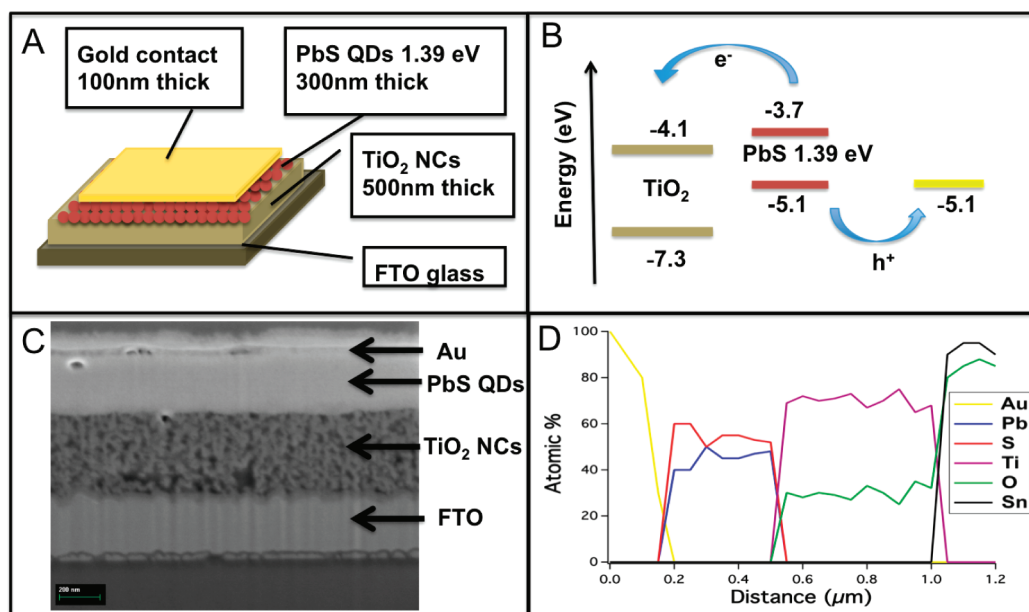 A
Gold contact
100nm thick
PbS QDs 1.39 eV
300nm thick
TiO₂ NCs
500nm thick
FTO glass
B
Energy (eV)
e⁻
-4.1
-3.7
TiO₂
PbS 1.39 eV
-7.3
-5.1
-5.1
h⁺
C
Au
PbS QDs
TiO₂ NCs
FTO
200 nm
D
Atomic %
100
80
60
40
20
0
0.0 0.2 0.4 0.6 0.8 1.0 1.2
Distance (µm)
Au
Pb
S
Ti
O
Sn